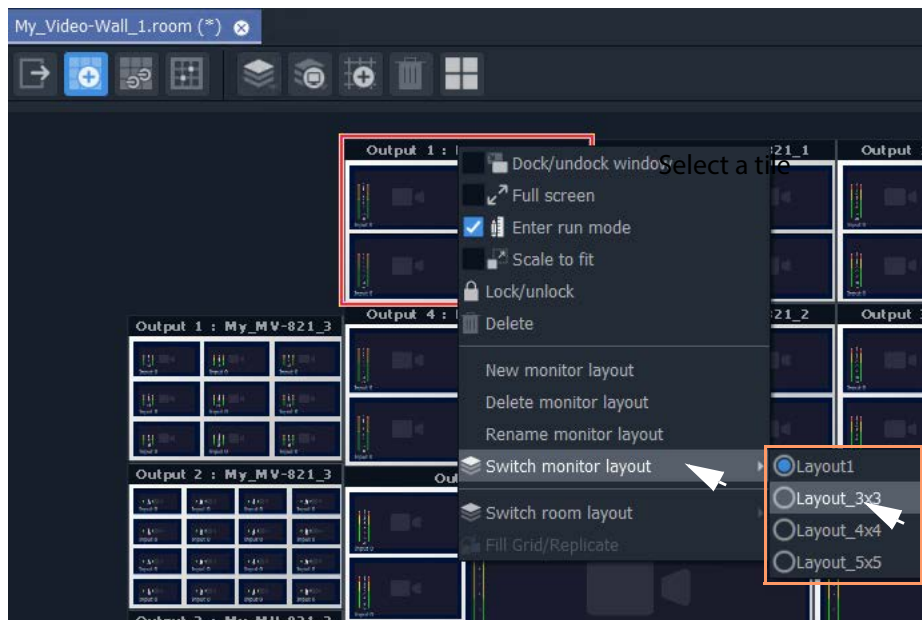 My_Video-Wall_1.room (*)
Output 1 :
21_1
Output
Dock/undock window
Select a tile
Full screen
Enter run mode
Scale to fit
Lock/unlock
Output 4 :
21_2
Output
Delete
Output 1 : My_MV-821_3
New monitor layout
Delete monitor layout
Rename monitor layout
Switch monitor layout
Layout1
Output 2 : My_MV-821_3
Layout_3x3
Switch room layout
Layout_4x4
Fill Grid/Replicate
Layout_5x5